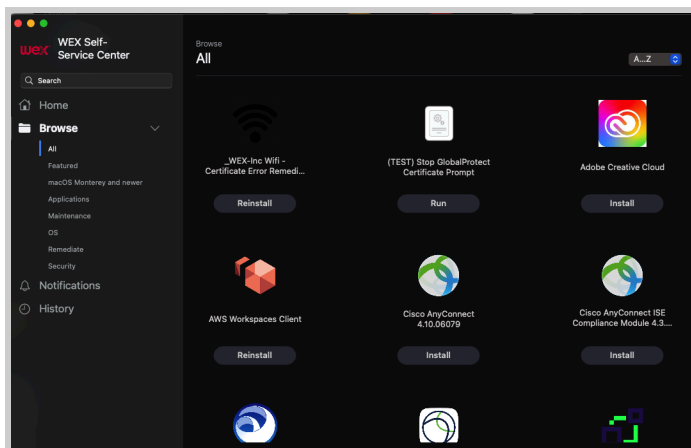 wex
WEX Self-
Service Center
Search
Home
Browse
All
Featured
macOS Monterey and newer
Applications
Maintenance
OS
Remediate
Security
Notifications
History
Browse
All
A...Z
_WEX-Inc Wifi -
Certificate Error Remedi...
Reinstall
(TEST) Stop GlobalProtect
Certificate Prompt
Run
Adobe Creative Cloud
Install
AWS Workspaces Client
Reinstall
Cisco AnyConnect
4.10.06079
Install
Cisco AnyConnect ISE
Compliance Module 4.3....
Install